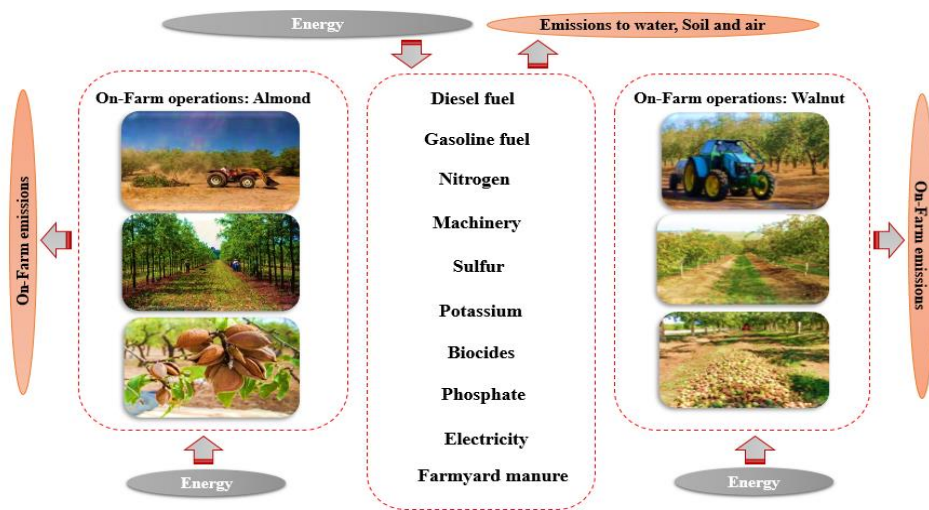 Energy
Emissions to water, Soil and air
On-Farm operations: Almond
Diesel fuel
Gasoline fuel
Nitrogen
Machinery
Sulfur
Potassium
Biocides
Phosphate
Electricity
Farmyard manure
On-Farm operations: Walnut
On-Farm emissions
On-Farm emissions
Energy
Energy